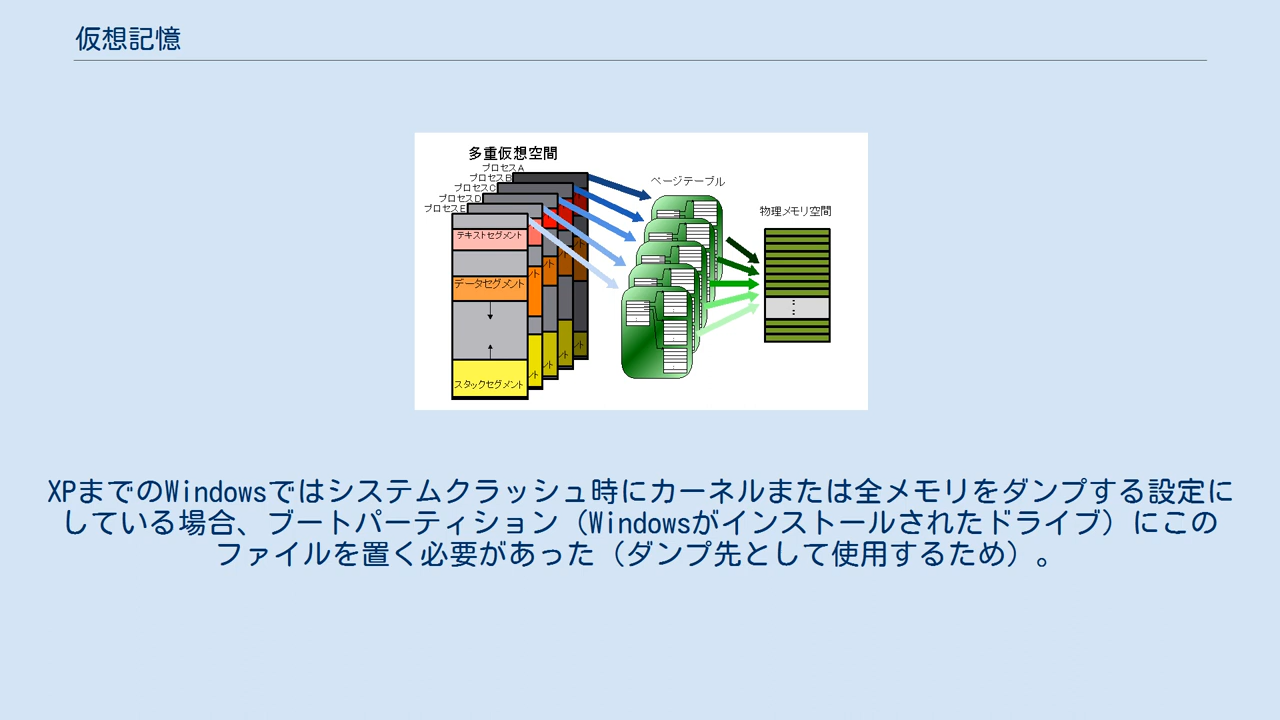 仮想記憶
多重仮想空間
プロセスA
プロセスB
プロセスC
プロセスD
プロセスE
ページテーブル
物理メモリ空間
テキストセグメント
データセグメント
スタックセグメント
XPまでのWindowsではシステムクラッシュ時にカーネルまたは全メモリをダンプする設定に
している場合、ブートパーティション（Windowsがインストールされたドライブ）にこの
ファイルを置く必要があった（ダンプ先として使用するため）。